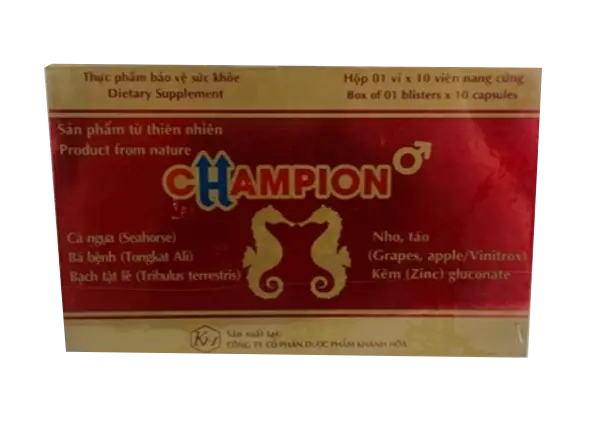 Thực phẩm bảo vệ sức khỏe
Dietary Supplement
Hộp 01 vỉ x 10 viên nang cứng
Box of 01 blisters x 10 capsules
Sản phẩm từ thiên nhiên
Product from nature
CHAMPION
Cá ngựa (Seahorse)
Bá bệnh (Tongkat Ali)
Bạch tật lê (Tribulus terrestris)
Nho, táo
(Grapes, apple/Vinitrox)
Kẽm (Zinc) gluconate
Sản xuất tại:
CÔNG TY CỔ PHẦN DƯỢC PHẨM KHÁNH HÒA